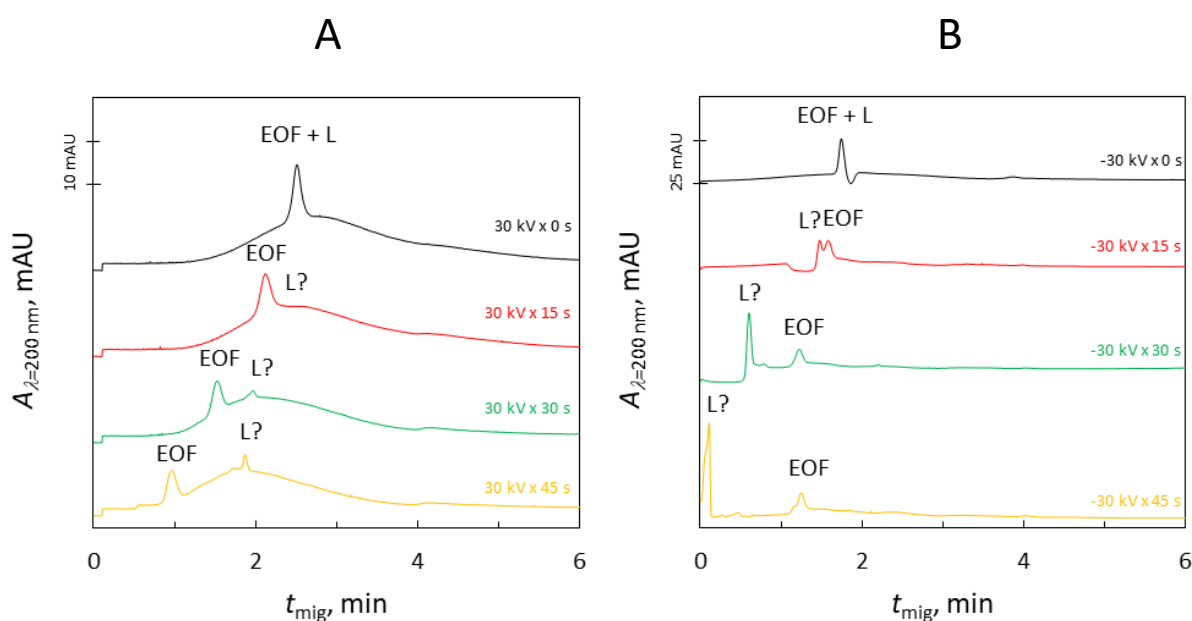 A
10 mAU
A λ=200 nm, mAU
EOF + L
30 kV x 0 s
EOF
L?
30 kV x 15 s
EOF
L?
30 kV x 30 s
EOF
L?
30 kV x 45 s
0 2 4 6
tmig, min
B
25 mAU
A λ=200 nm, mAU
EOF + L
-30 kV x 0 s
L? EOF
-30 kV x 15 s
L?
EOF
-30 kV x 30 s
L?
EOF
-30 kV x 45 s
0 2 4 6
tmig, min